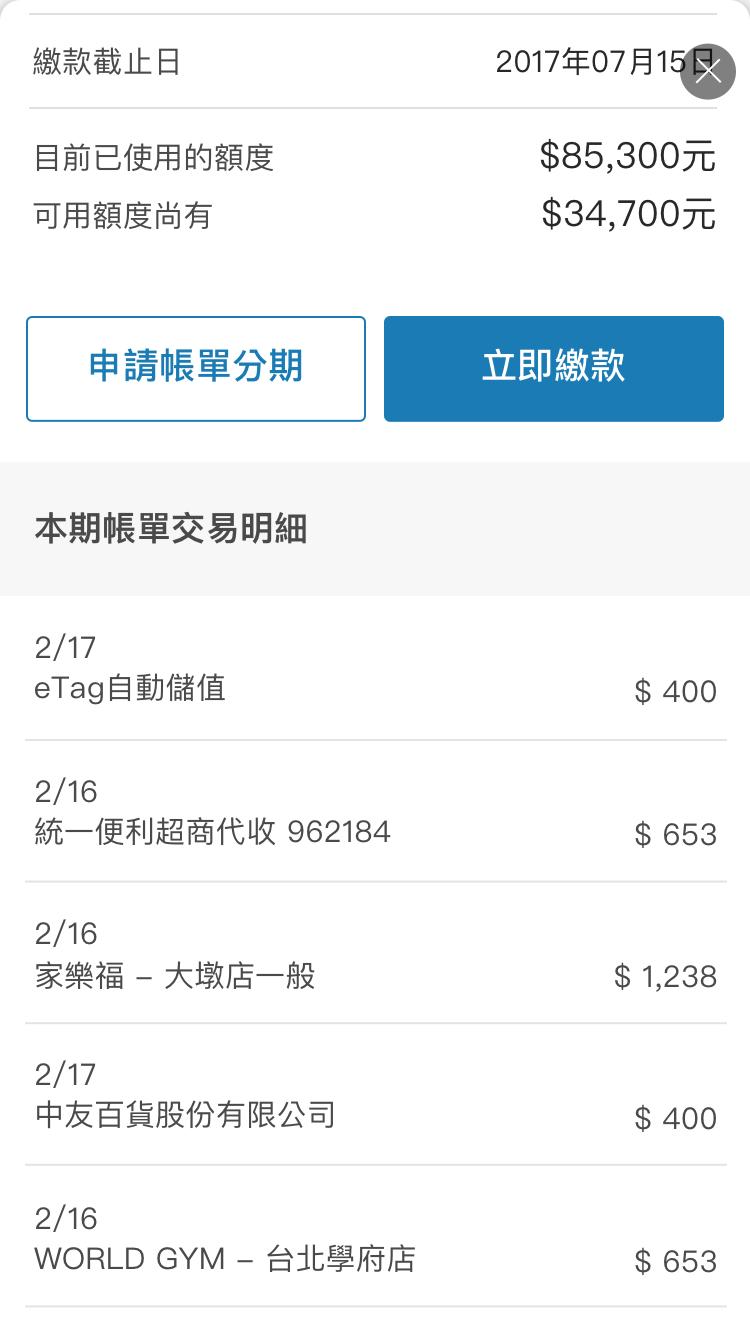 繳款截止日 2017年07月15日
目前已使用的額度 $85,300元
可用額度尚有 $34,700元
申請帳單分期 立即繳款
本期帳單交易明細
2/17
eTag自動儲值 $ 400
2/16
統一便利超商代收 962184 $ 653
2/16
家樂福 – 大墩店一般 $ 1,238
2/17
中友百貨股份有限公司 $ 400
2/16
WORLD GYM – 台北學府店 $ 653